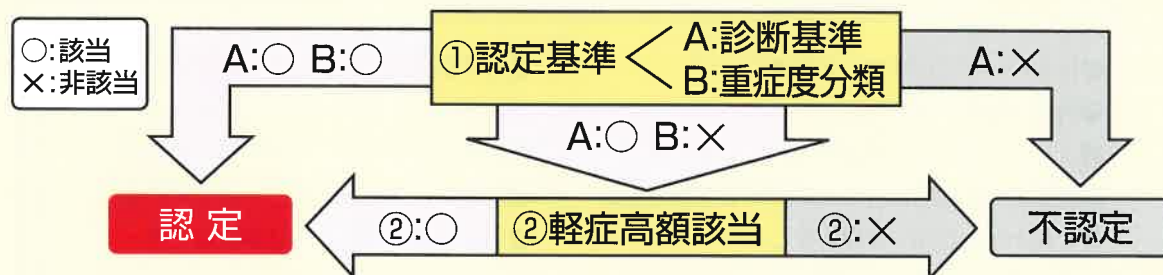 ○:該当
×:非該当
A:○ B:○
①認定基準
A:診断基準
B:重症度分類
A:×
A:○ B:×
認定
②:○
②軽症高額該当
②:×
不認定